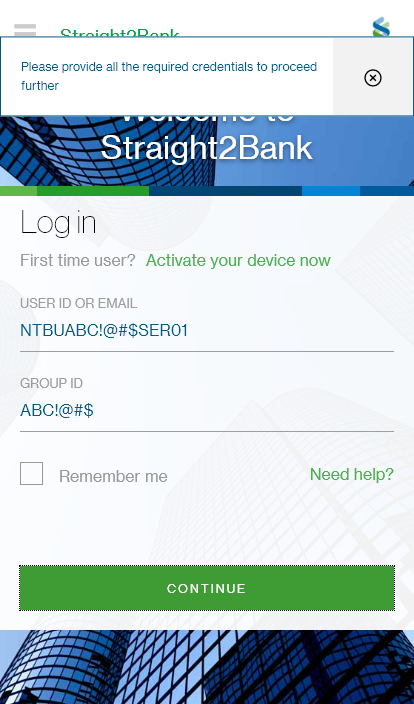 Straight2Bank
Please provide all the required credentials to proceed
further
Welcome to
Straight2Bank
Log in
First time user? Activate your device now
USER ID OR EMAIL
NTBUABC!@#$SER01
GROUP ID
ABC!@#$
Remember me
Need help?
CONTINUE